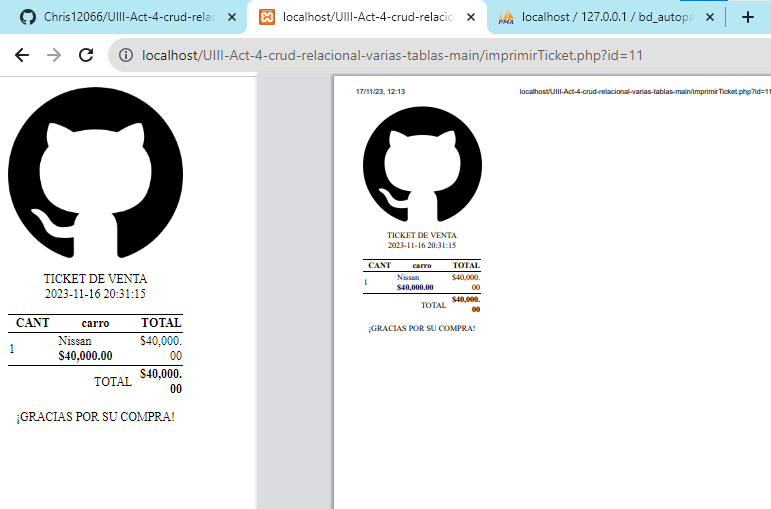 Chris12066/UIII-Act-4-crud-relac
localhost/UIII-Act-4-crud-relacio
PMA
localhost / 127.0.0.1 / bd_autopa
localhost/UIII-Act-4-crud-relacional-varias-tablas-main/imprimirTicket.php?id=11
TICKET DE VENTA
2023-11-16 20:31:15
CANT carro TOTAL
1 Nissan $40,000.
$40,000.00 00
TOTAL $40,000.
00
¡GRACIAS POR SU COMPRA!
17/11/23, 12:13 localhost/UIII-Act-4-crud-relacional-varias-tablas-main/imprimirTicket.php?id=11
TICKET DE VENTA
2023-11-16 20:31:15
CANT carro TOTAL
1 Nissan $40,000.
$40,000.00 00
TOTAL $40,000.
00
¡GRACIAS POR SU COMPRA!